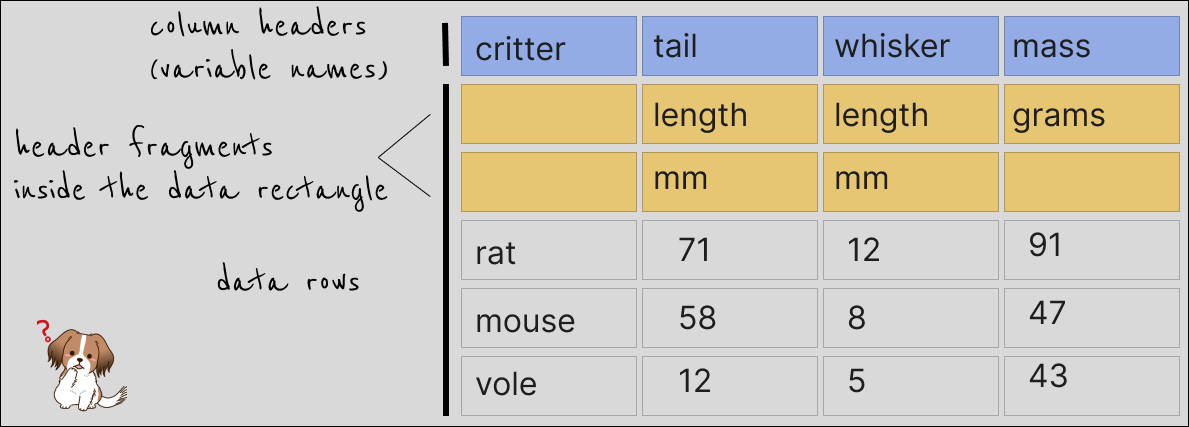 column headers
(variable names)
header fragments
inside the data rectangle
data rows
?
critter tail whisker mass
length length grams
mm mm
rat 71 12 91
mouse 58 8 47
vole 12 5 43